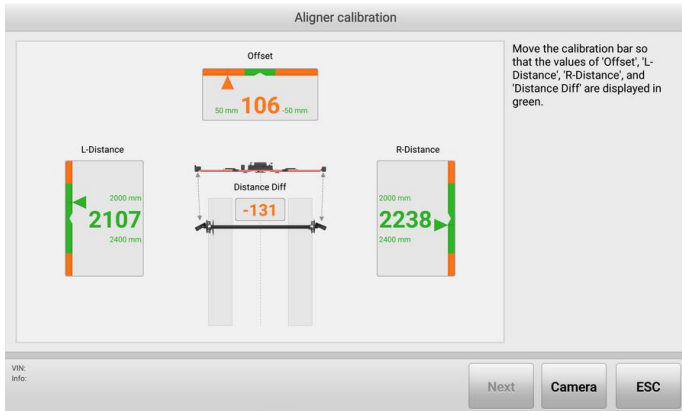 Aligner calibration
Offset
50 mm 106 -50 mm
L-Distance
2000 mm
2107
2400 mm
Distance Diff
-131
R-Distance
2000 mm
2238
2400 mm
Move the calibration bar so
that the values of 'Offset', 'L-
Distance', 'R-Distance', and
'Distance Diff' are displayed in
green.
VIN:
Info:
Next
Camera
ESC